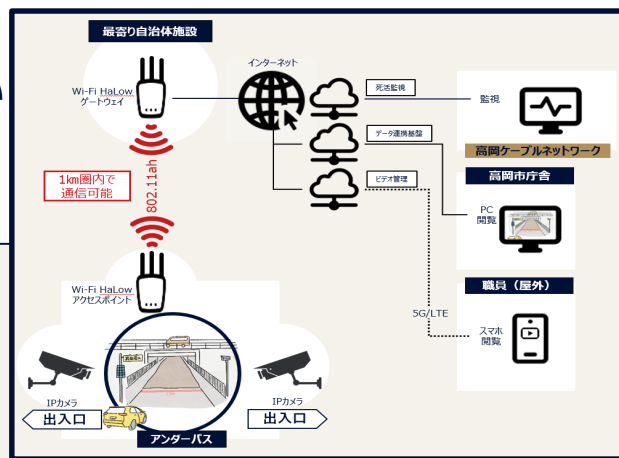 最寄り自治体施設
Wi-Fi HaLow
ゲートウェイ
インターネット
死活監視
データ連携基盤
ビデオ管理
監視
高岡ケーブルネットワーク
高岡市庁舎
PC
閲覧
職員（屋外）
スマホ
閲覧
5G/LTE
1km圏内で
通信可能
802.11ah
Wi-Fi HaLow
アクセスポイント
IPカメラ
出入口
IPカメラ
出入口
アンダーパス